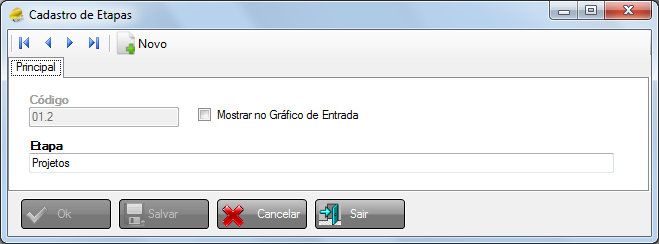 Cadastro de Etapas
Novo
Principal
Código
01.2
Mostrar no Gráfico de Entrada
Etapa
Projetos
Ok
Salvar
Cancelar
Sair